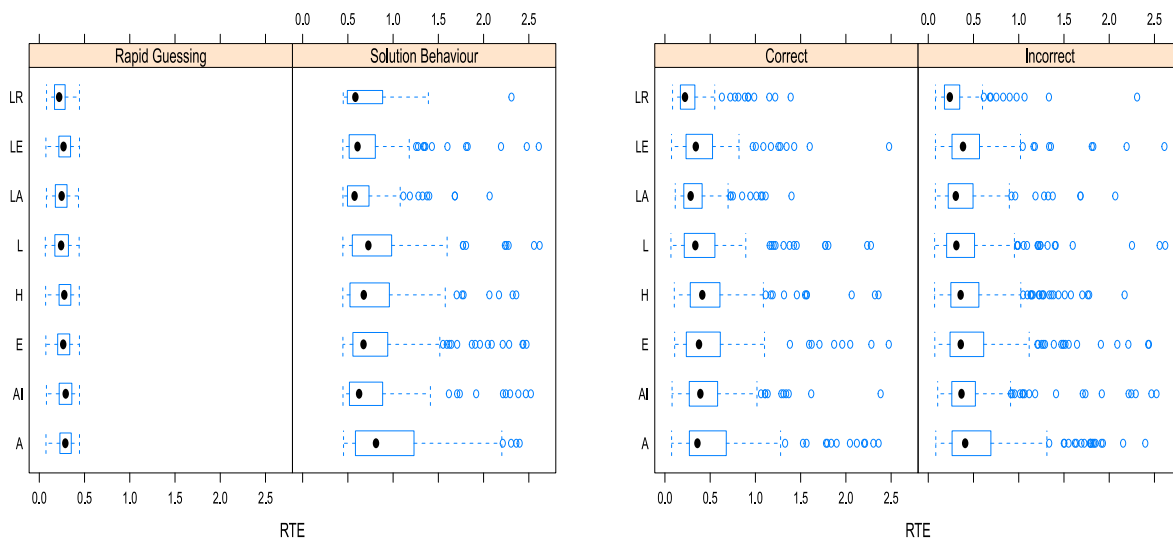 0.0 0.5 1.0 1.5 2.0 2.5 0.0 0.5 1.0 1.5 2.0 2.5
Rapid Guessing Solution Behaviour Correct Incorrect
LR LR
LE LE
LA LA
L L
H H
E E
AI AI
A A
0.0 0.5 1.0 1.5 2.0 2.5 0.0 0.5 1.0 1.5 2.0 2.5
RTE RTE